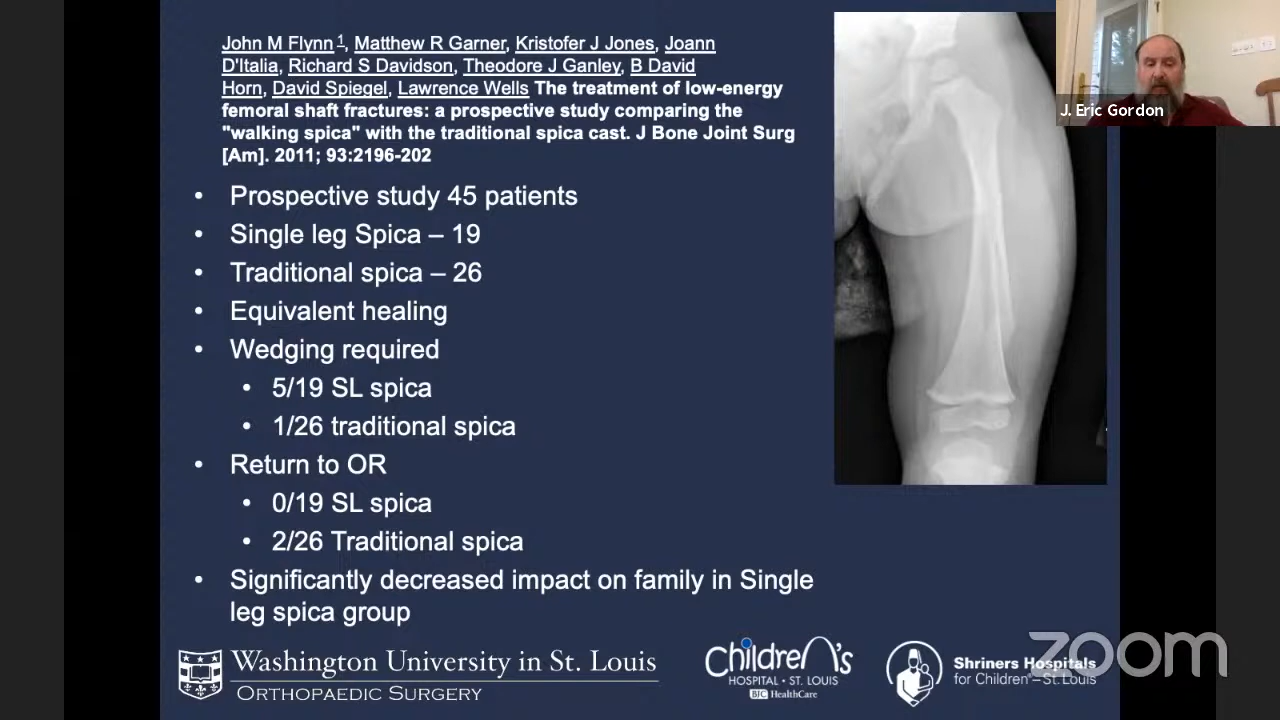 John M Flynn 1, Matthew R Garner, Kristofer J Jones, Joann
D'Italia, Richard S Davidson, Theodore J Ganley, B David
Horn, David Spiegel, Lawrence Wells The treatment of low-energy
femoral shaft fractures: a prospective study comparing the
"walking spica" with the traditional spica cast. J Bone Joint Surg
[Am]. 2011; 93:2196-202
J. Eric Gordon
• Prospective study 45 patients
• Single leg Spica – 19
• Traditional spica – 26
• Equivalent healing
• Wedging required
• 5/19 SL spica
• 1/26 traditional spica
• Return to OR
• 0/19 SL spica
• 2/26 Traditional spica
• Significantly decreased impact on family in Single
leg spica group
Washington University in St. Louis
ORTHOPAEDIC SURGERY
ChildreN's
HOSPITAL • ST. LOUIS
BJC HealthCare
Shriners Hospitals
for Children™–St. Louis
zoom